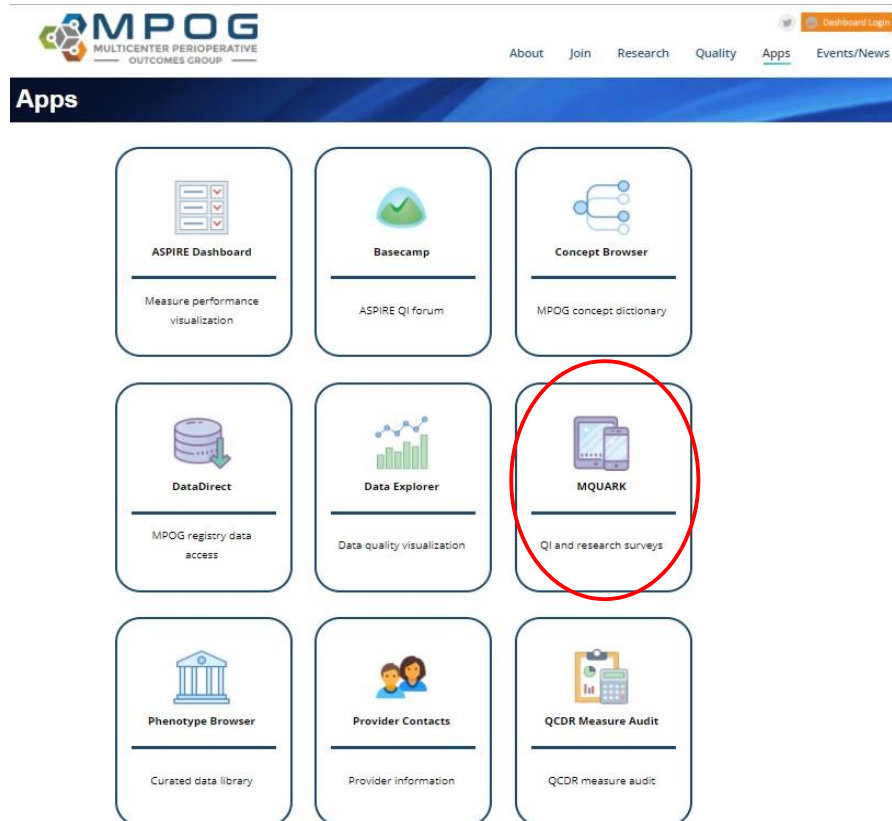 MPOG
MULTICENTER PERIOPERATIVE
OUTCOMES GROUP
Dashboard Login
About Join Research Quality Apps Events/News
Apps
ASPIRE Dashboard
Measure performance
visualization
Basecamp
ASPIRE QI forum
Concept Browser
MPOG concept dictionary
DataDirect
MPOG registry data
access
Data Explorer
Data quality visualization
MQUARK
QI and research surveys
Phenotype Browser
Curated data library
Provider Contacts
Provider information
QCDR Measure Audit
QCDR measure audit